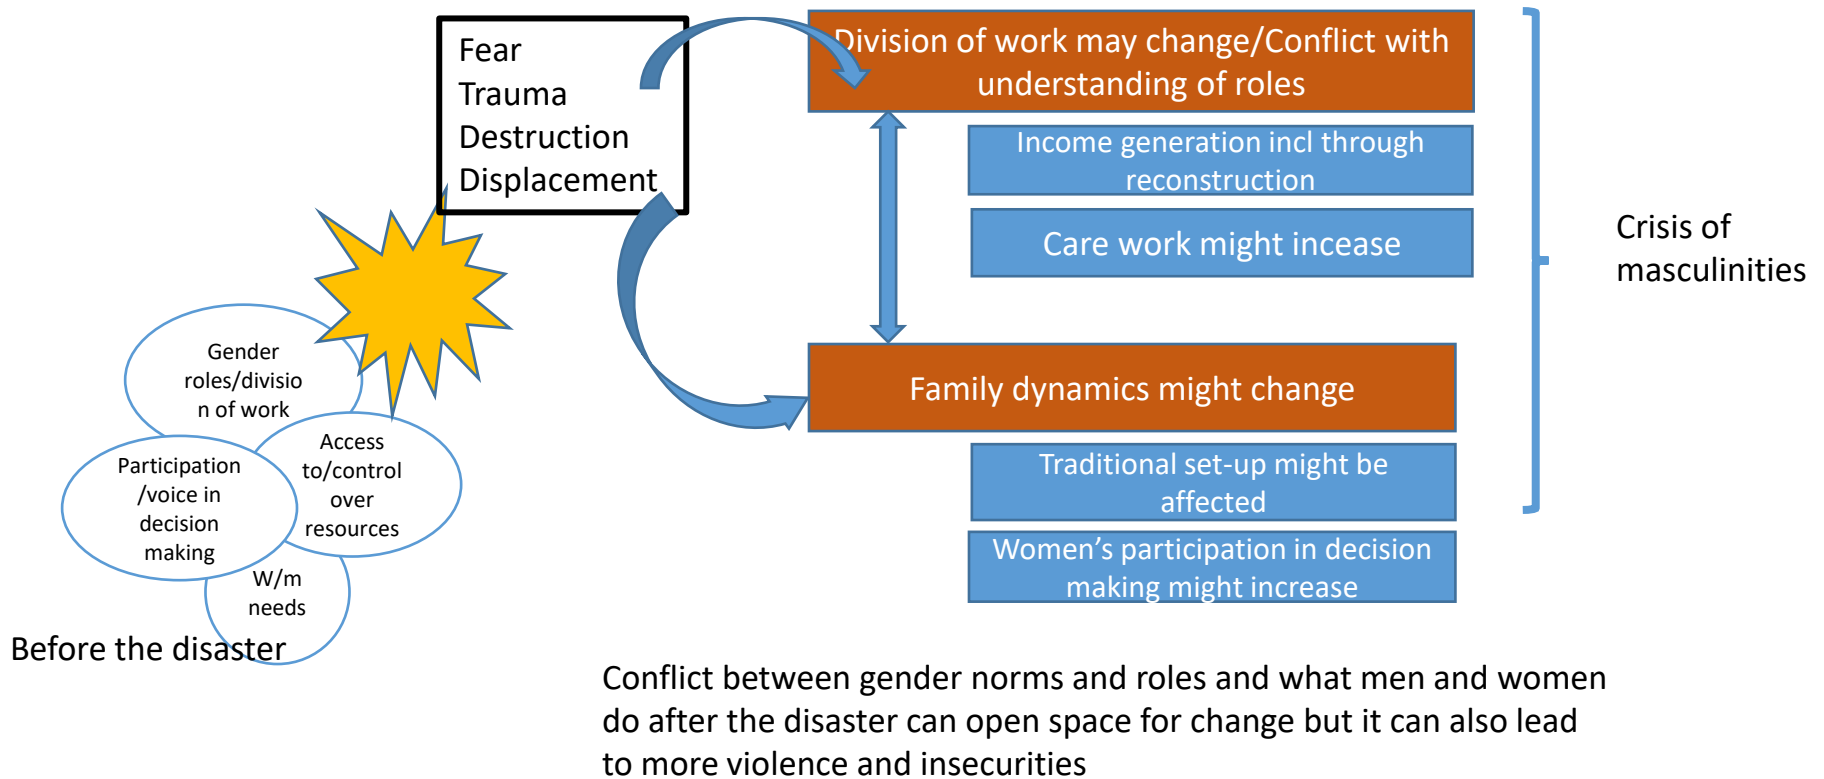 Fear
Trauma
Destruction
Displacement
Division of work may change/Conflict with
understanding of roles
Income generation incl through
reconstruction
Care work might incease
Crisis of
masculinities
Gender
roles/divisio
n of work
Access
to/control
over
resources
Participation
/voice in
decision
making
W/m
needs
Before the disaster
Family dynamics might change
Traditional set-up might be
affected
Women’s participation in decision
making might increase
Conflict between gender norms and roles and what men and women
do after the disaster can open space for change but it can also lead
to more violence and insecurities